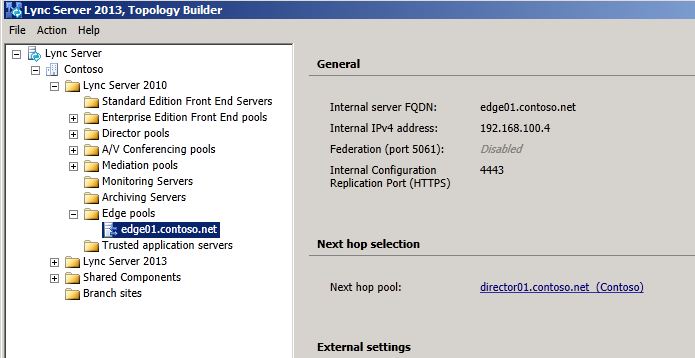 Lync Server 2013, Topology Builder
File Action Help
Lync Server
Contoso
Lync Server 2010
Standard Edition Front End Servers
Enterprise Edition Front End pools
Director pools
A/V Conferencing pools
Mediation pools
Monitoring Servers
Archiving Servers
Edge pools
edge01.contoso.net
Trusted application servers
Lync Server 2013
Shared Components
Branch sites
General
Internal server FQDN: edge01.contoso.net
Internal IPv4 address: 192.168.100.4
Federation (port 5061): Disabled
Internal Configuration 4443
Replication Port (HTTPS)
Next hop selection
Next hop pool: director01.contoso.net (Contoso)
External settings